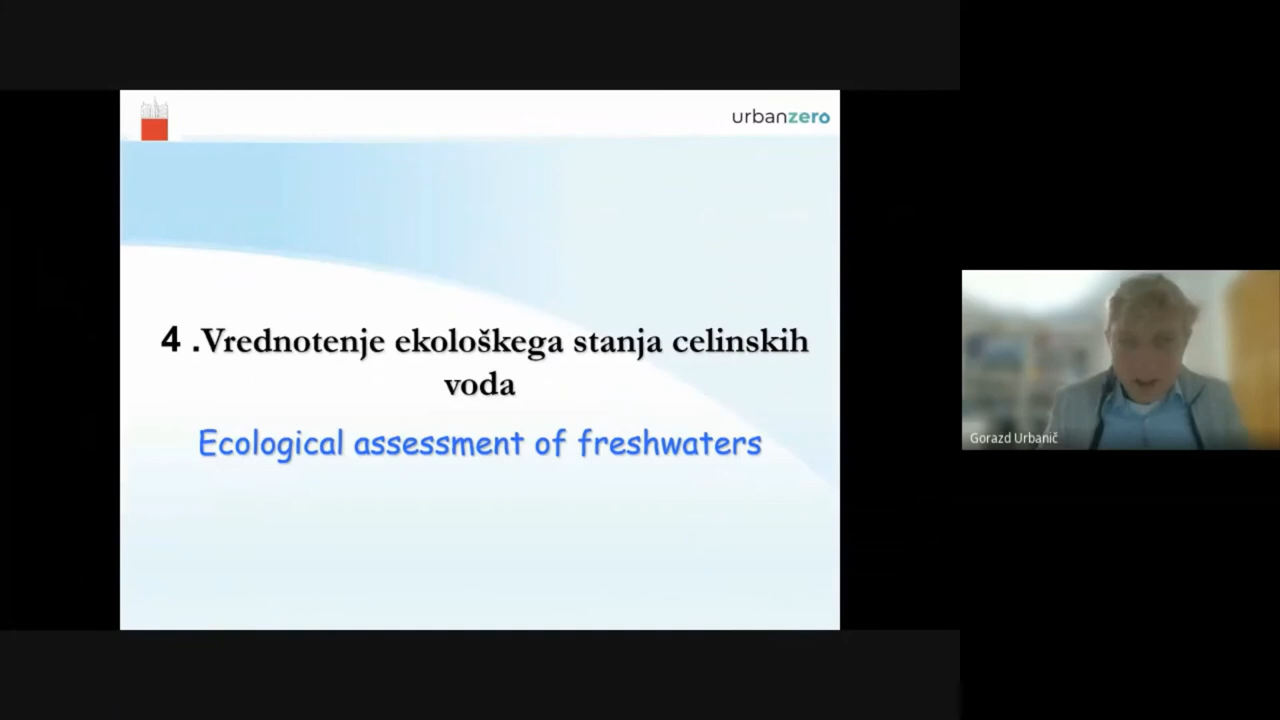 urbanzero
4 .Vrednotenje ekološkega stanja celinskih
voda
Ecological assessment of freshwaters
Gorazd Urbanič